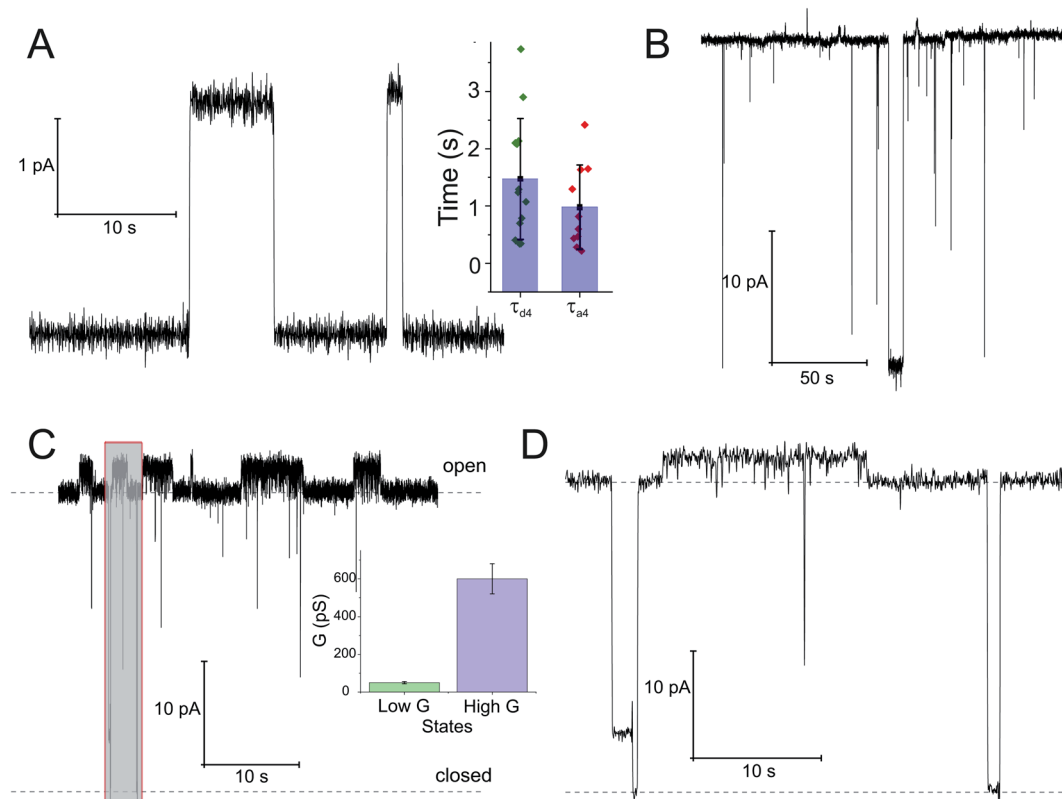 A
1 pA
10 s
Time (s)
3
2
1
0
τd4
τa4
B
10 pA
50 s
C
open
10 pA
10 s
closed
G (pS)
600
400
200
0
Low G
High G
States
D
10 pA
10 s